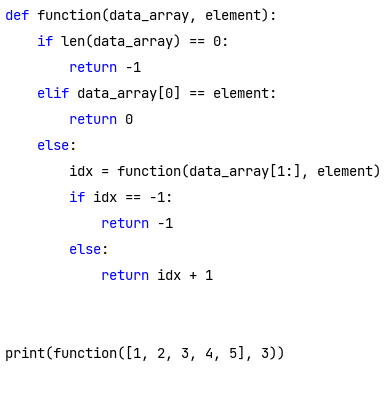 def function(data_array, element):
    if len(data_array) == 0:
        return -1
    elif data_array[0] == element:
        return 0
    else:
        idx = function(data_array[1:], element)
        if idx == -1:
            return -1
        else:
            return idx + 1


print(function([1, 2, 3, 4, 5], 3))